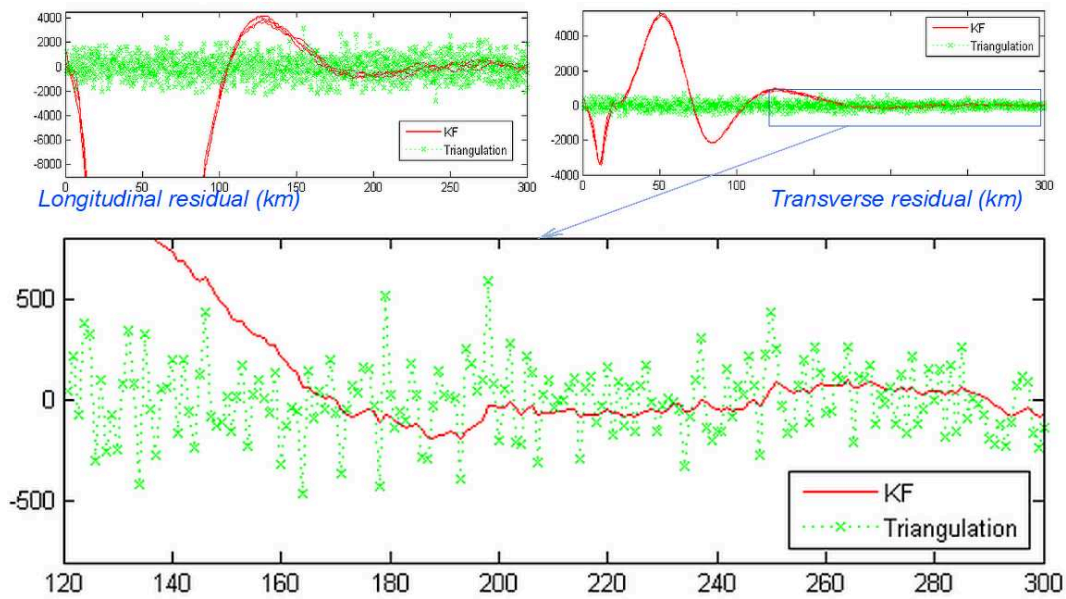 4000
2000
0
-2000
-4000
-6000
-8000
KF
Triangulation
0 50 100 150 200 250 300
Longitudinal residual (km)
4000
2000
0
-2000
-4000
KF
Triangulation
0 50 100 300
Transverse residual (km)
500
0
-500
KF
Triangulation
120 140 160 180 200 220 240 260 280 300